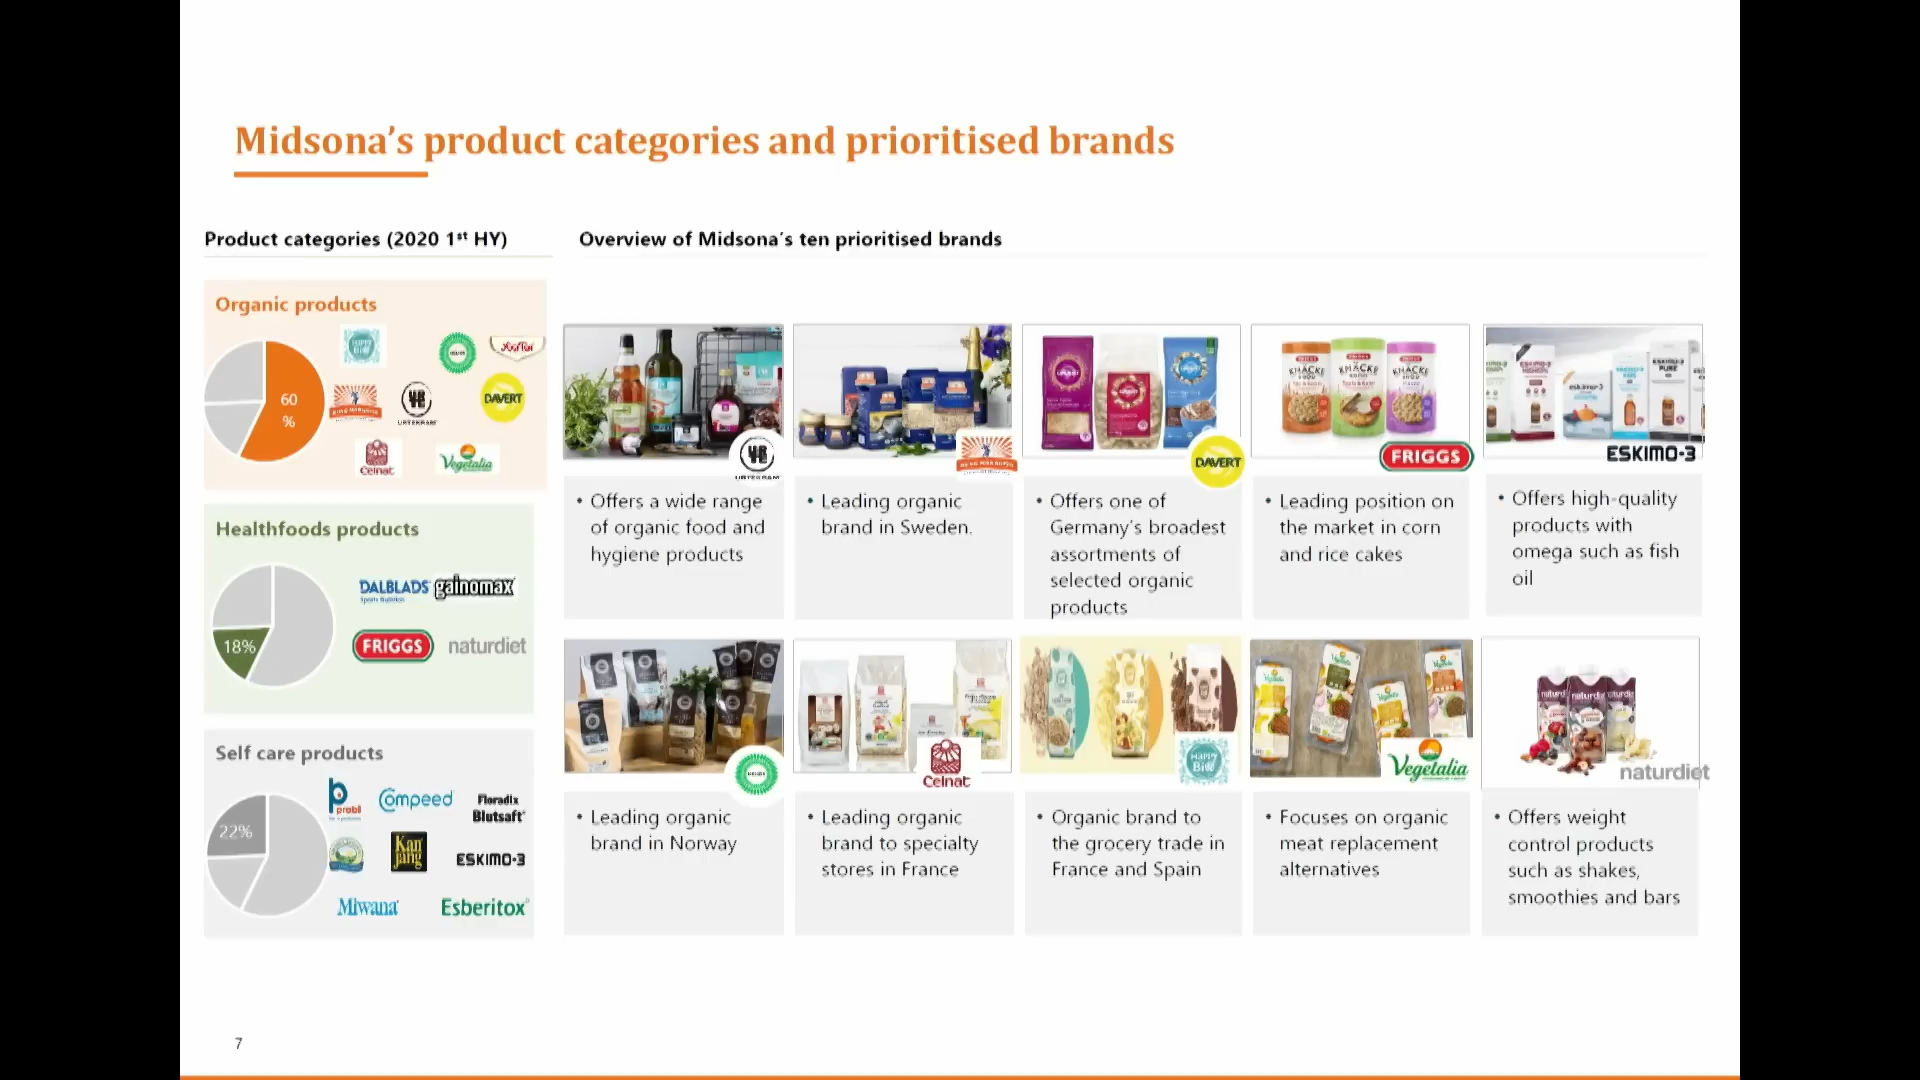 Midsona's product categories and prioritised brands
Product categories (2020 1st HY)
Overview of Midsona's ten prioritised brands
Organic products
60
%
HAPPY
BIO
URTEKRAM
DAVERT
Celnat
Vegetalia
Healthfoods products
18%
DALBLADS
gainomax
FRIGGS
naturdiet
Self care products
22%
probi
Compeed
Floradix
Blutsaft
Kan
jang
ESKIMO-3
Miwana
Esberitox
URTEKRAM
• Offers a wide range
of organic food and
hygiene products
• Leading organic
brand in Sweden.
DAVERT
• Offers one of
Germany's broadest
assortments of
selected organic
products
FRIGGS
• Leading position on
the market in corn
and rice cakes
ESKIMO-3
• Offers high-quality
products with
omega such as fish
oil
• Leading organic
brand in Norway
Celnat
• Leading organic
brand to specialty
stores in France
HAPPY
BIO
• Organic brand to
the grocery trade in
France and Spain
Vegetalia
• Focuses on organic
meat replacement
alternatives
naturdiet
• Offers weight
control products
such as shakes,
smoothies and bars
7